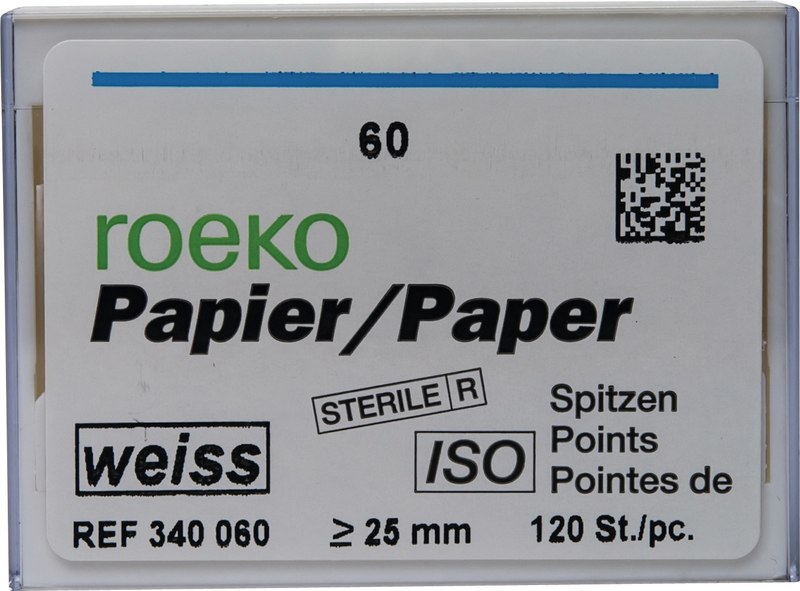 60
roeko
Papier/Paper
STERILE R
Spitzen
Points
Pointes de
weiss
ISO
REF 340 060 ≥ 25 mm 120 St./pc.